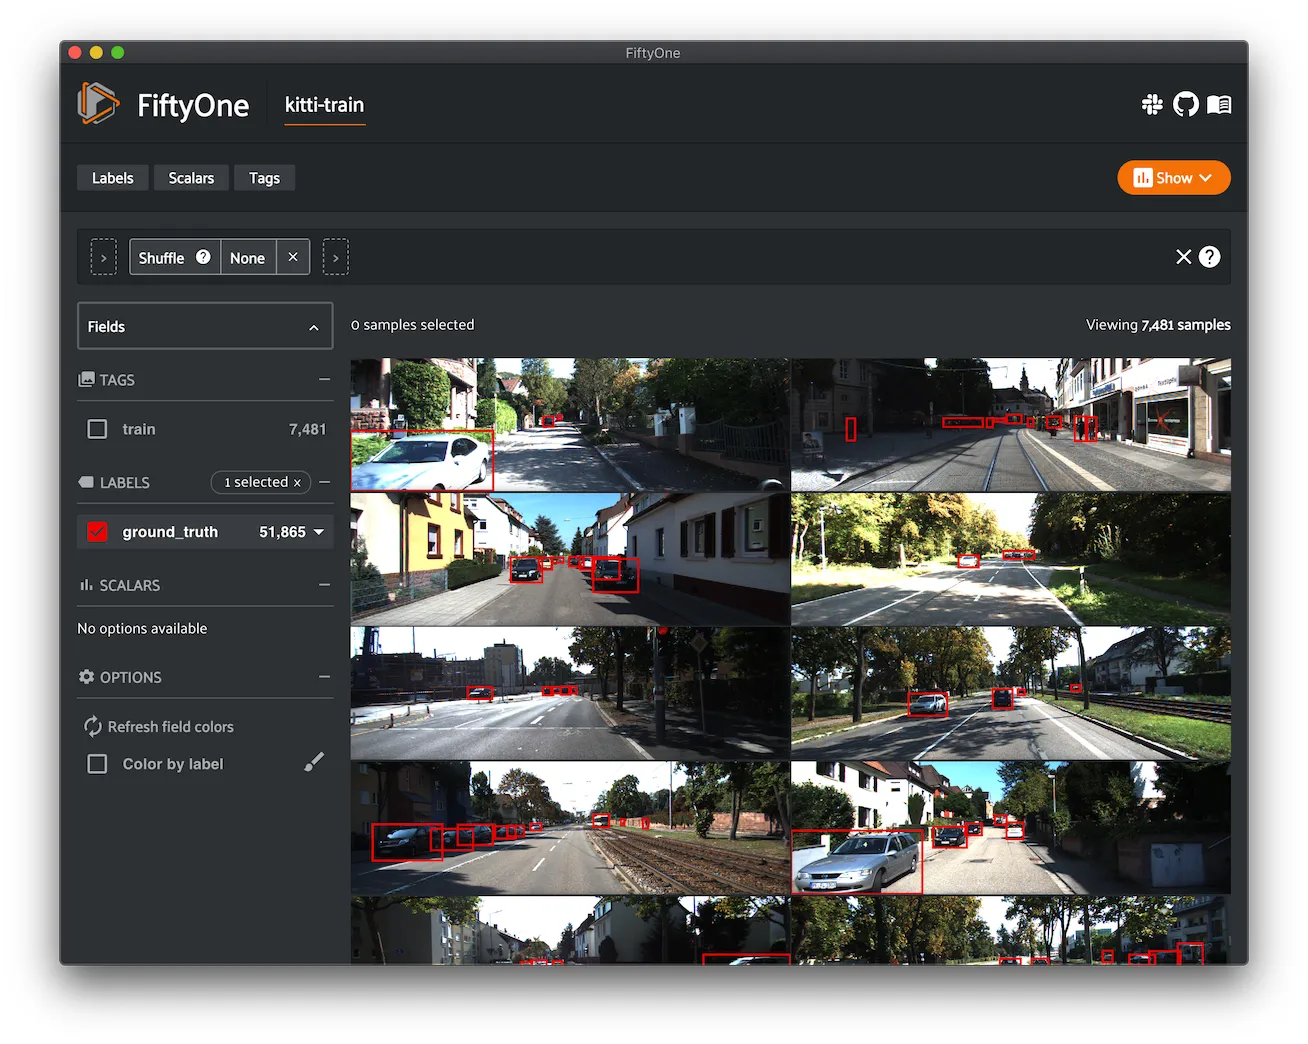 FiftyOne
FiftyOne
kitti-train
Labels
Scalars
Tags
Show
Shuffle
None
Fields
0 samples selected
Viewing 7,481 samples
TAGS
train
7,481
LABELS
1 selected ×
ground_truth
51,865
SCALARS
No options available
OPTIONS
Refresh field colors
Color by label